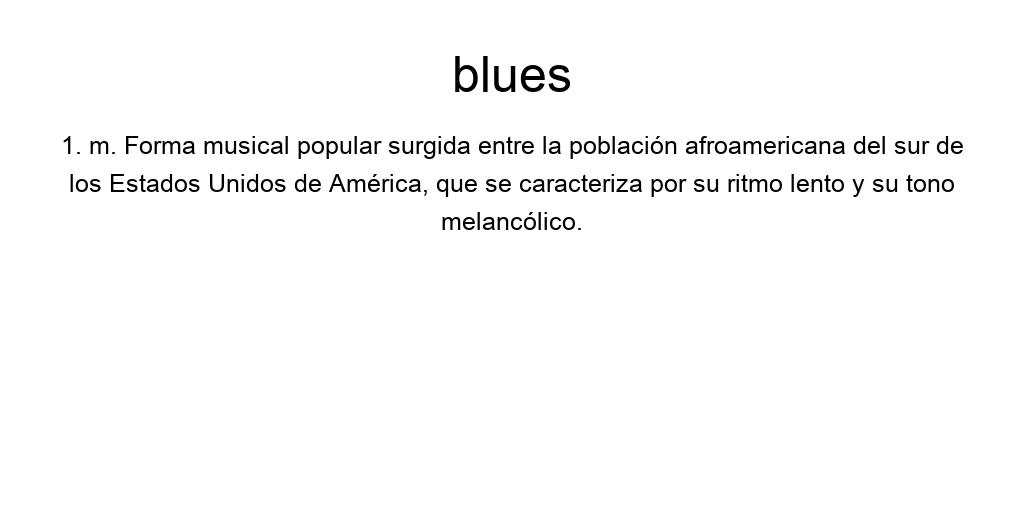 blues
1. m. Forma musical popular surgida entre la población afroamericana del sur de
los Estados Unidos de América, que se caracteriza por su ritmo lento y su tono
melancólico.